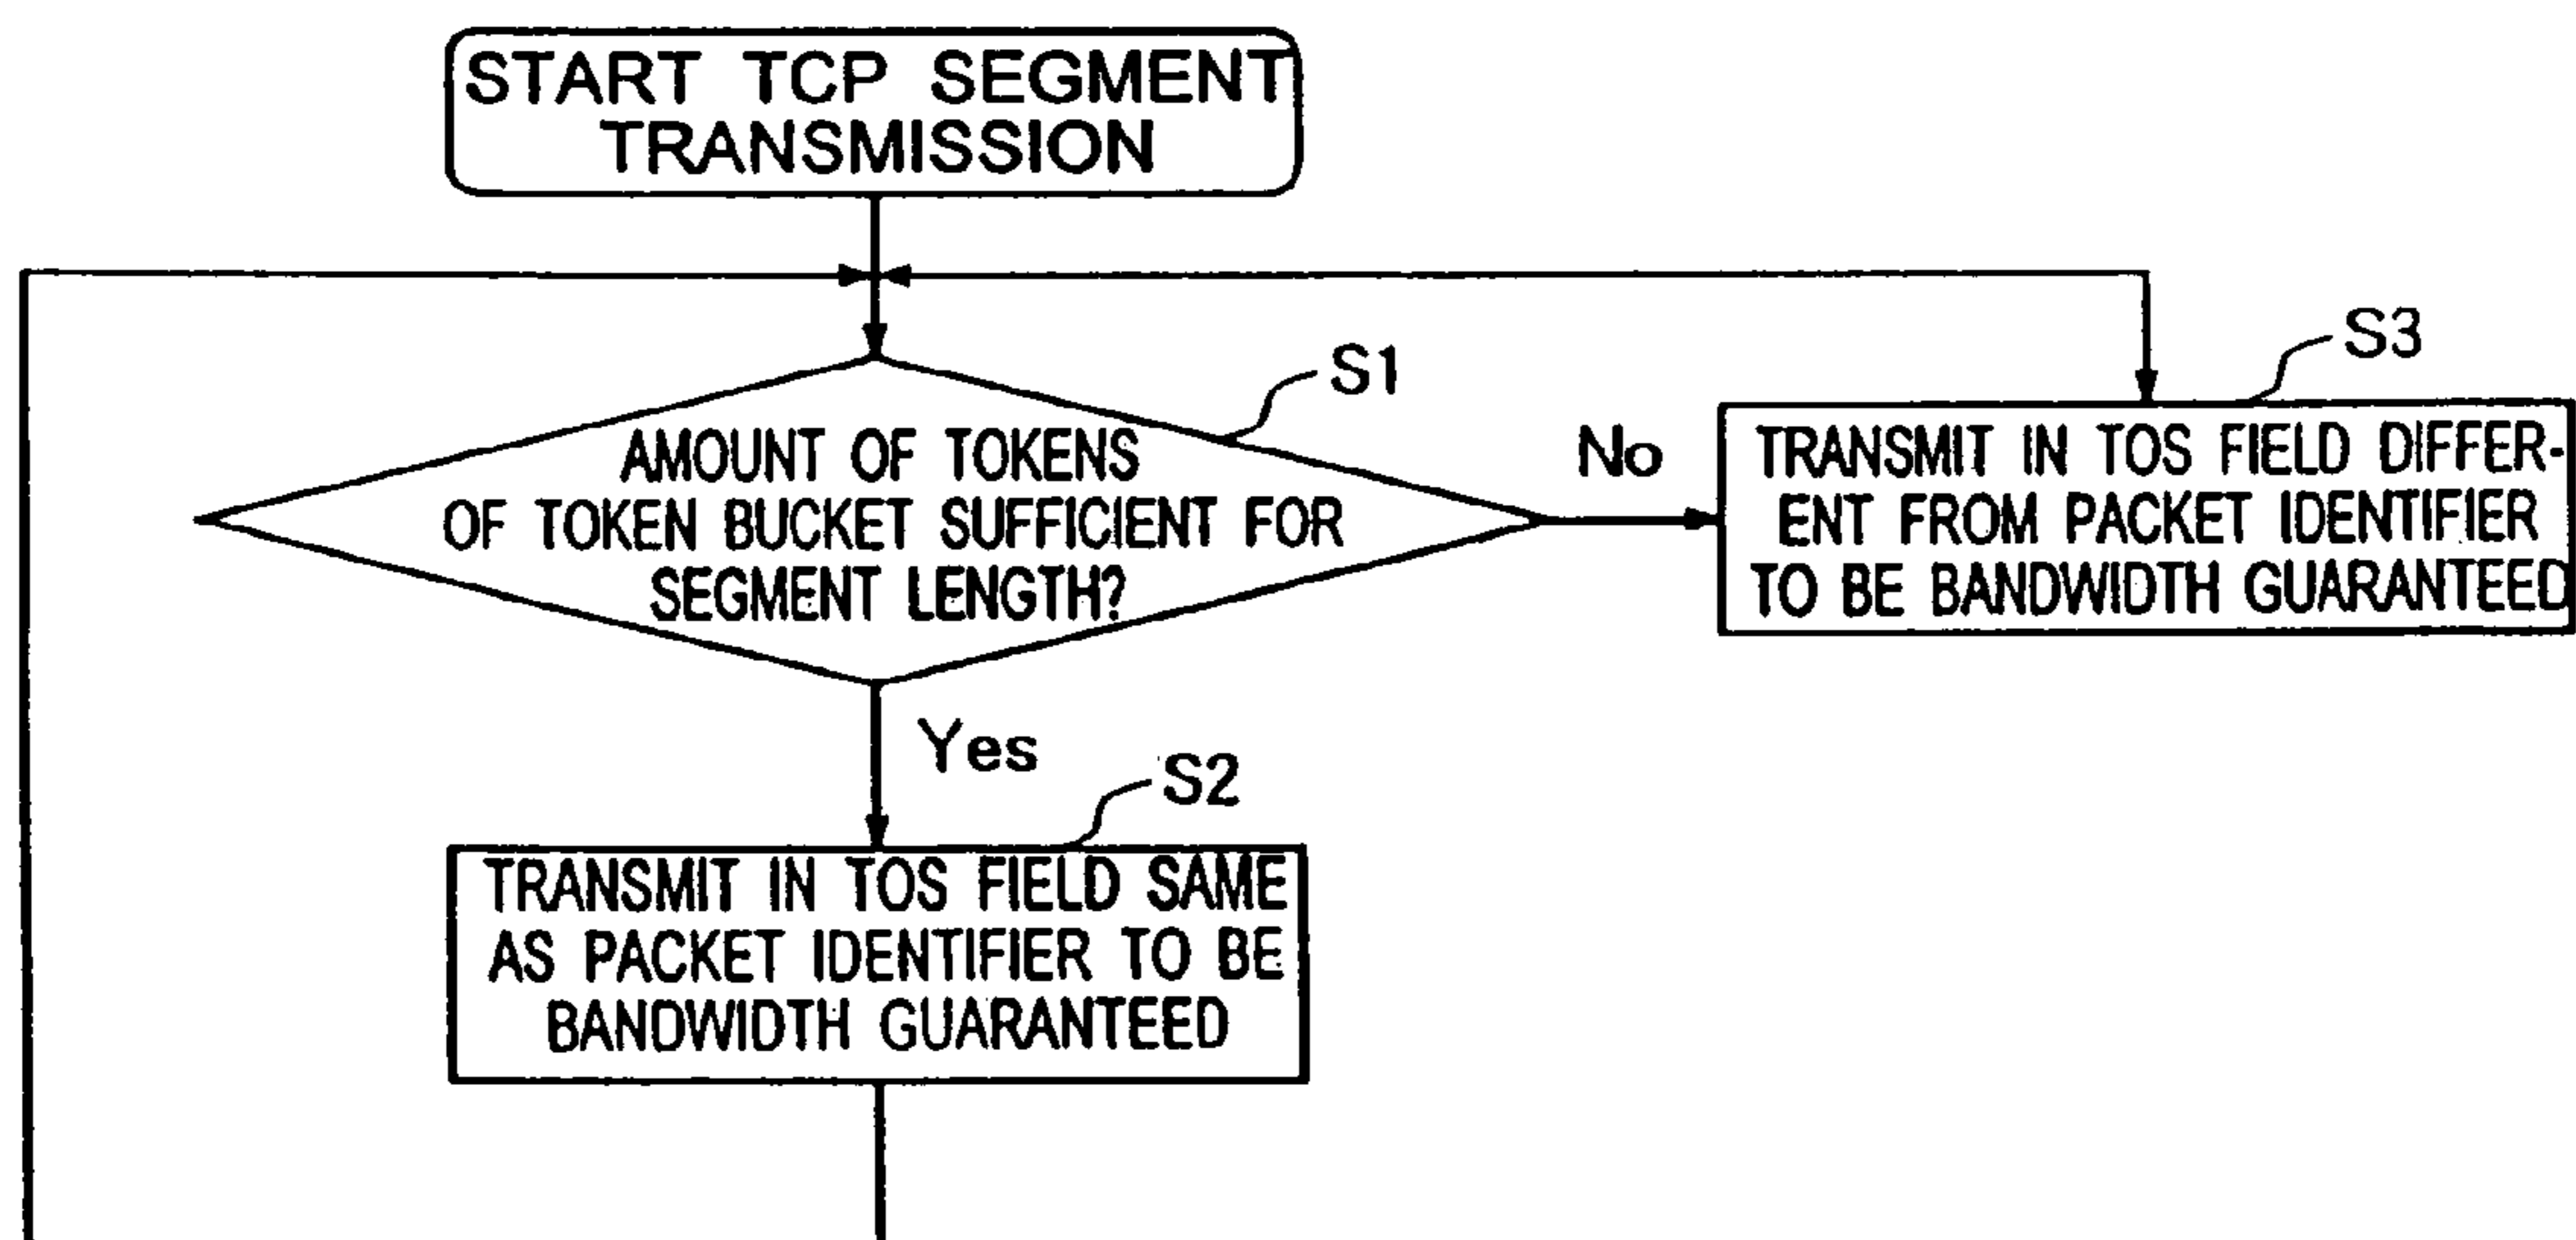 START TCP SEGMENT
TRANSMISSION
S1
AMOUNT OF TOKENS
OF TOKEN BUCKET SUFFICIENT FOR
SEGMENT LENGTH?
No
S3
TRANSMIT IN TOS FIELD DIFFER-
ENT FROM PACKET IDENTIFIER
TO BE BANDWIDTH GUARANTEED
Yes
S2
TRANSMIT IN TOS FIELD SAME
AS PACKET IDENTIFIER TO BE
BANDWIDTH GUARANTEED